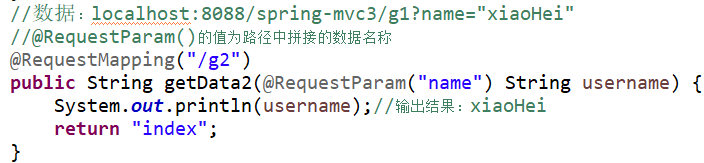 //数据：localhost:8088/spring-mvc3/g1?name="xiaoHei"
//@RequestParam()的值为路径中拼接的数据名称
@RequestMapping("/g2")
public String getData2(@RequestParam("name") String username) {
    System.out.println(username);//输出结果：xiaoHei
    return "index";
}